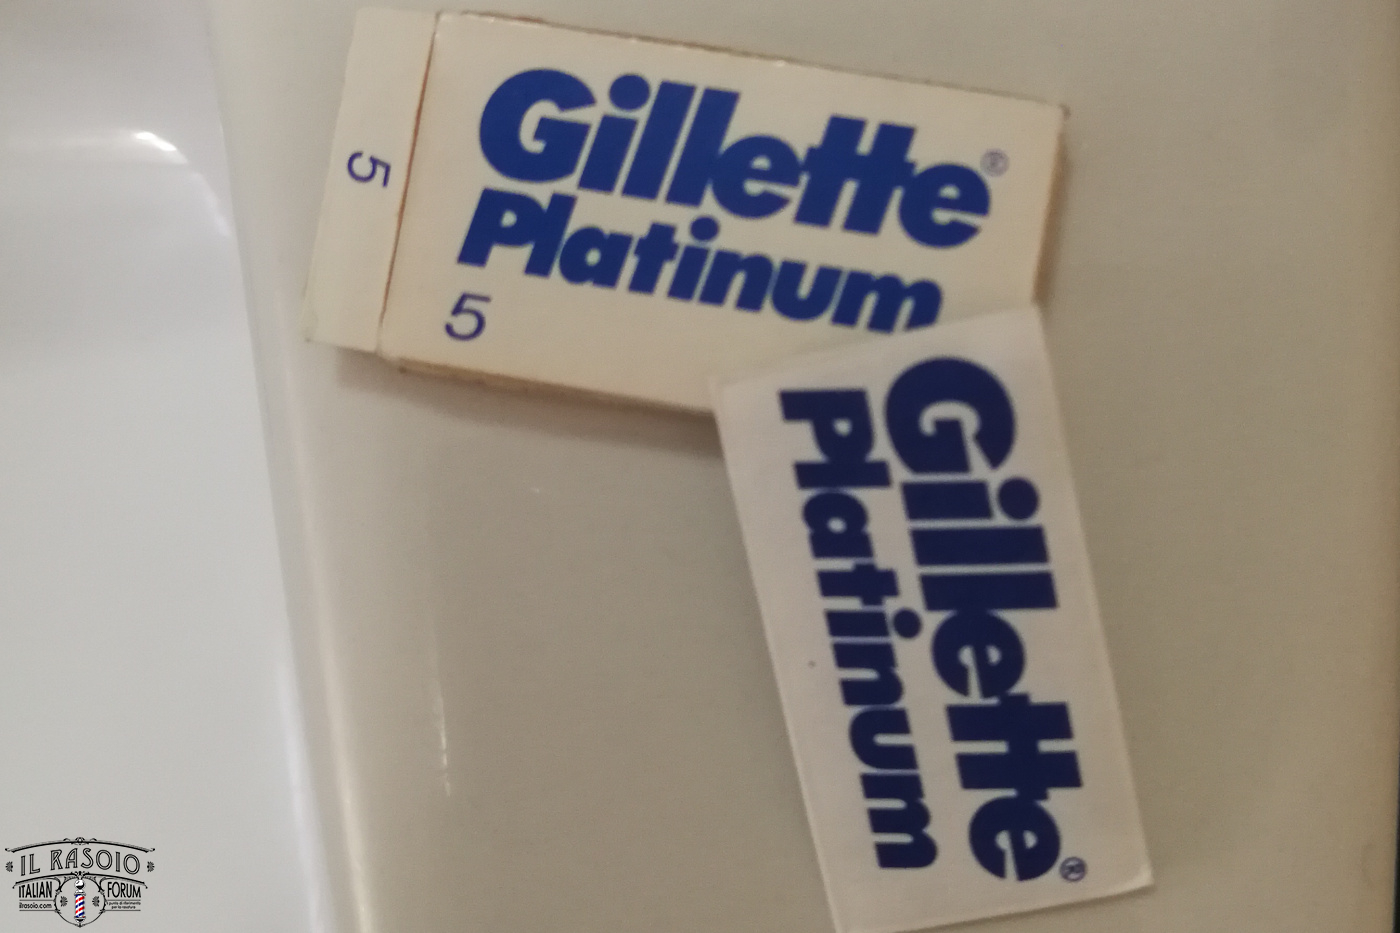 Gillette®
Platinum
5
5
Gillette®
Platinum
IL RASOIO
ITALIAN FORUM
ilrasoio.com